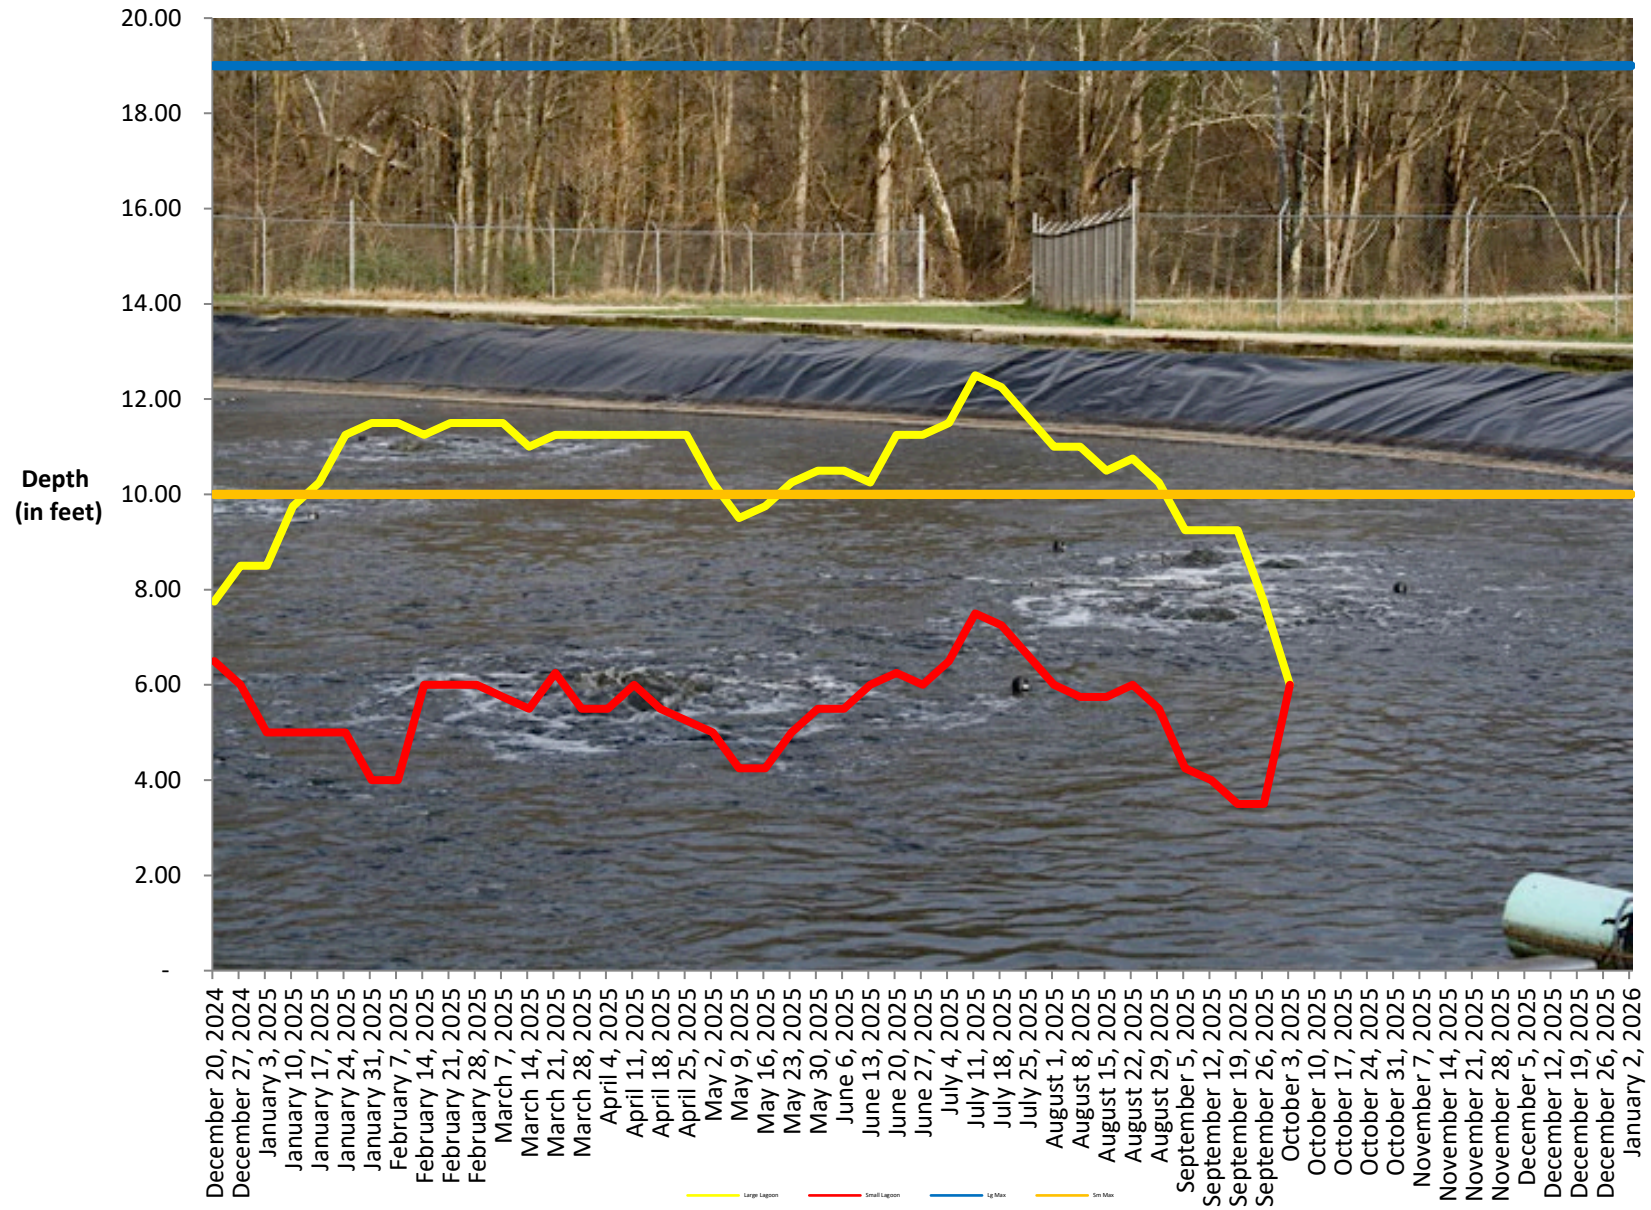 20.00
18.00
16.00
14.00
12.00
10.00
8.00
6.00
4.00
2.00
-
Depth
(in feet)
December 20, 2024
December 27, 2024
January 3, 2025
January 10, 2025
January 17, 2025
January 24, 2025
January 31, 2025
February 7, 2025
February 14, 2025
February 21, 2025
February 28, 2025
March 7, 2025
March 14, 2025
March 21, 2025
March 28, 2025
April 4, 2025
April 11, 2025
April 18, 2025
April 25, 2025
May 2, 2025
May 9, 2025
May 16, 2025
May 23, 2025
May 30, 2025
June 6, 2025
June 13, 2025
June 20, 2025
June 27, 2025
July 4, 2025
July 11, 2025
July 18, 2025
July 25, 2025
August 1, 2025
August 8, 2025
August 15, 2025
August 22, 2025
August 29, 2025
September 5, 2025
September 12, 2025
September 19, 2025
September 26, 2025
October 3, 2025
October 10, 2025
October 17, 2025
October 24, 2025
October 31, 2025
November 7, 2025
November 14, 2025
November 21, 2025
November 28, 2025
December 5, 2025
December 12, 2025
December 19, 2025
December 26, 2025
January 2, 2026
Large Lagoon
Small Lagoon
Lg Max
Sm Max